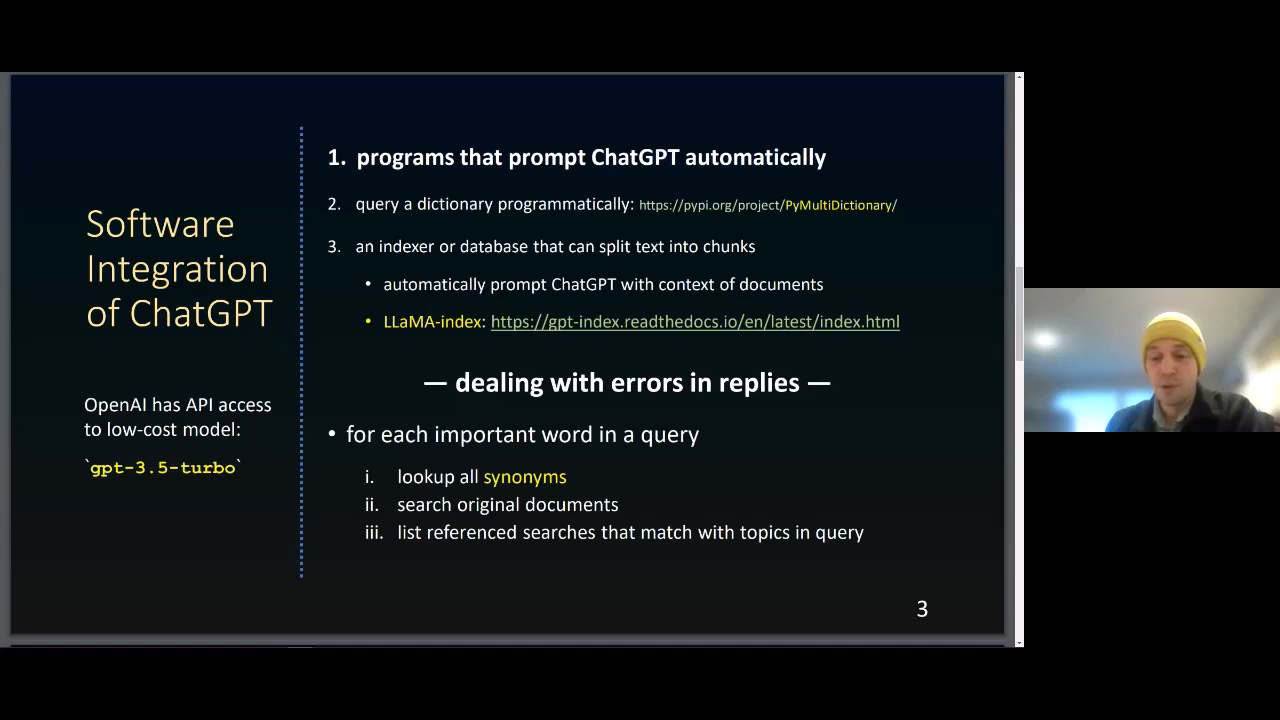 Software
Integration
of ChatGPT
OpenAI has API access
to low-cost model:
`gpt-3.5-turbo`
1. programs that prompt ChatGPT automatically
2. query a dictionary programmatically: https://pypi.org/project/PyMultiDictionary/
3. an indexer or database that can split text into chunks
• automatically prompt ChatGPT with context of documents
• LLaMA-index: https://gpt-index.readthedocs.io/en/latest/index.html
— dealing with errors in replies —
• for each important word in a query
i. lookup all synonyms
ii. search original documents
iii. list referenced searches that match with topics in query
3